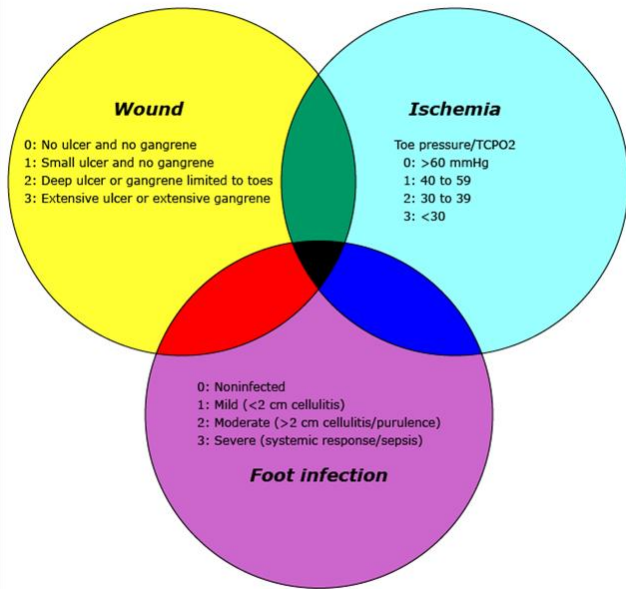 Wound
0: No ulcer and no gangrene
1: Small ulcer and no gangrene
2: Deep ulcer or gangrene limited to toes
3: Extensive ulcer or extensive gangrene
Ischemia
Toe pressure/TCPO2
0: >60 mmHg
1: 40 to 59
2: 30 to 39
3: <30
0: Noninfected
1: Mild (<2 cm cellulitis)
2: Moderate (>2 cm cellulitis/purulence)
3: Severe (systemic response/sepsis)
Foot infection